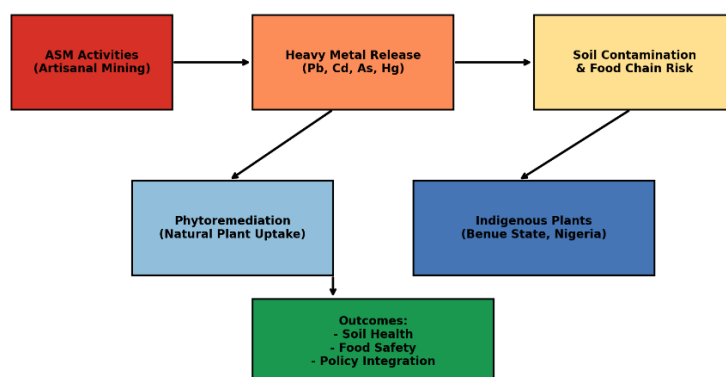 ASM Activities
(Artisanal Mining)
Heavy Metal Release
(Pb, Cd, As, Hg)
Soil Contamination
& Food Chain Risk
Phytoremediation
(Natural Plant Uptake)
Indigenous Plants
(Benue State, Nigeria)
Outcomes:
- Soil Health
- Food Safety
- Policy Integration